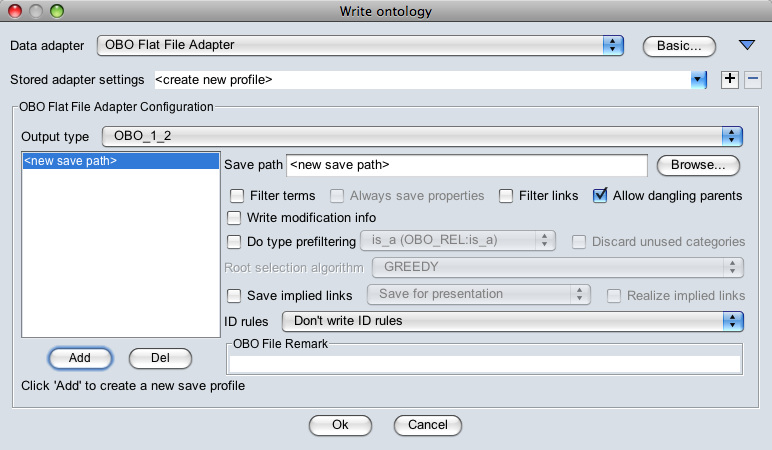 Write ontology
Data adapter OBO Flat File Adapter Basic...
Stored adapter settings <create new profile>
OBO Flat File Adapter Configuration
Output type OBO_1_2
<new save path>
Save path <new save path> Browse...
Filter terms Always save properties Filter links Allow dangling parents
Write modification info
Do type prefiltering is_a (OBO_REL:is_a) Discard unused categories
Root selection algorithm GREEDY
Save implied links Save for presentation Realize implied links
ID rules Don't write ID rules
OBO File Remark
Add Del
Click 'Add' to create a new save profile
Ok Cancel